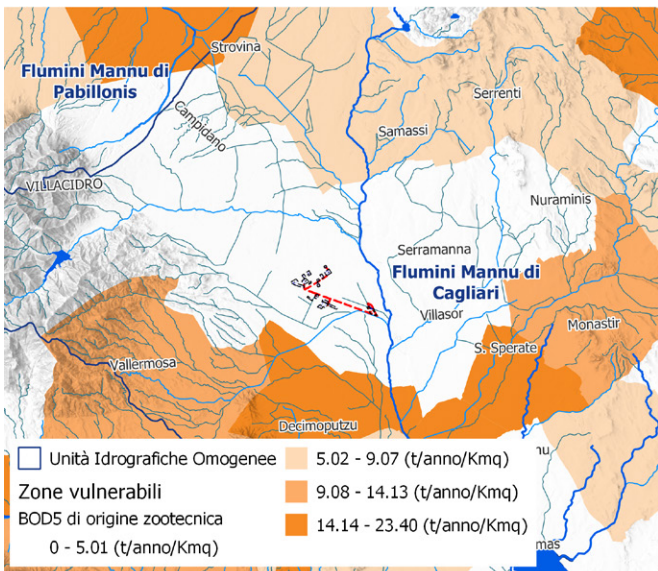 Strovina
Flumini Mannu di
Pabillonis
Serrenti
Campidano
Samassi
VILLACIDRO
Nuraminis
Serramanna
Flumini Mannu di
Cagliari
Villasor
Monastir
S. Sperate
Vallermosa
Decimoputzu
Unità Idrografiche Omogenee
Zone vulnerabili
BOD5 di origine zootecnica
0 - 5.01 (t/anno/Kmq)
5.02 - 9.07 (t/anno/Kmq)
9.08 - 14.13 (t/anno/Kmq)
14.14 - 23.40 (t/anno/Kmq)